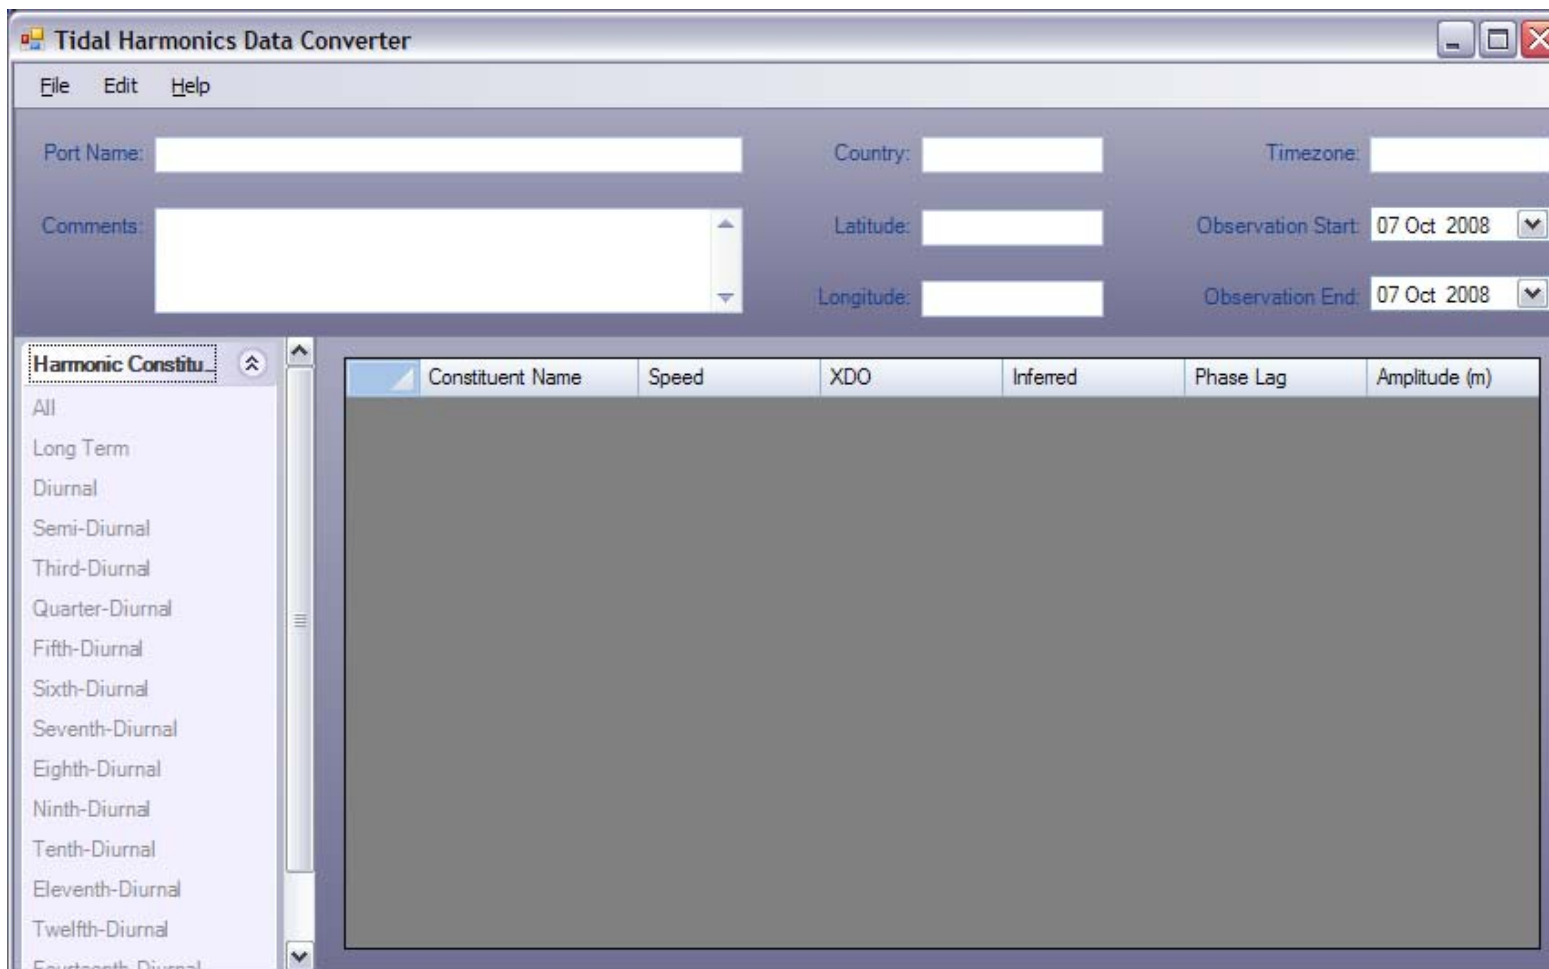 Tidal Harmonics Data Converter
File Edit Help
Port Name: Country: Timezone:
Comments: Latitude: Observation Start: 07 Oct 2008
Longitude: Observation End: 07 Oct 2008
Harmonic Constitu...
Constituent Name Speed XDO Inferred Phase Lag Amplitude (m)
All
Long Term
Diurnal
Semi-Diurnal
Third-Diurnal
Quarter-Diurnal
Fifth-Diurnal
Sixth-Diurnal
Seventh-Diurnal
Eighth-Diurnal
Ninth-Diurnal
Tenth-Diurnal
Eleventh-Diurnal
Twelfth-Diurnal
Fourteenth-Diurnal